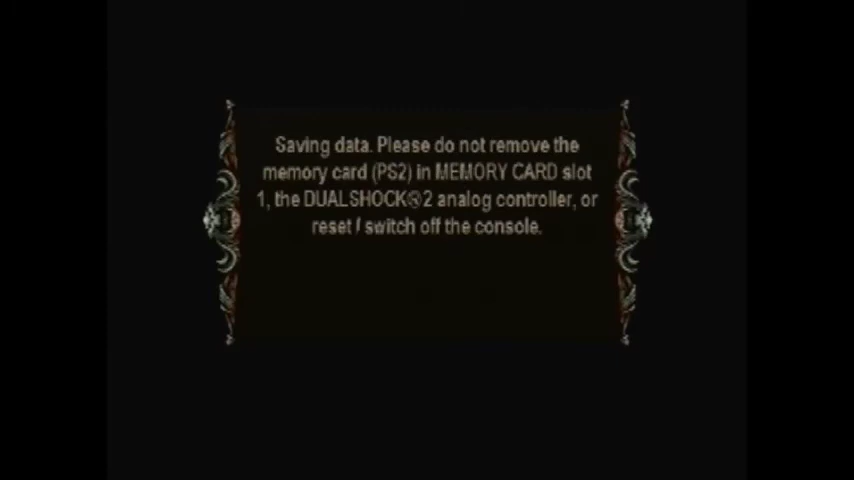 Saving data. Please do not remove the
memory card (PS2) in MEMORY CARD slot
1, the DUALSHOCK®2 analog controller, or
reset / switch off the console.